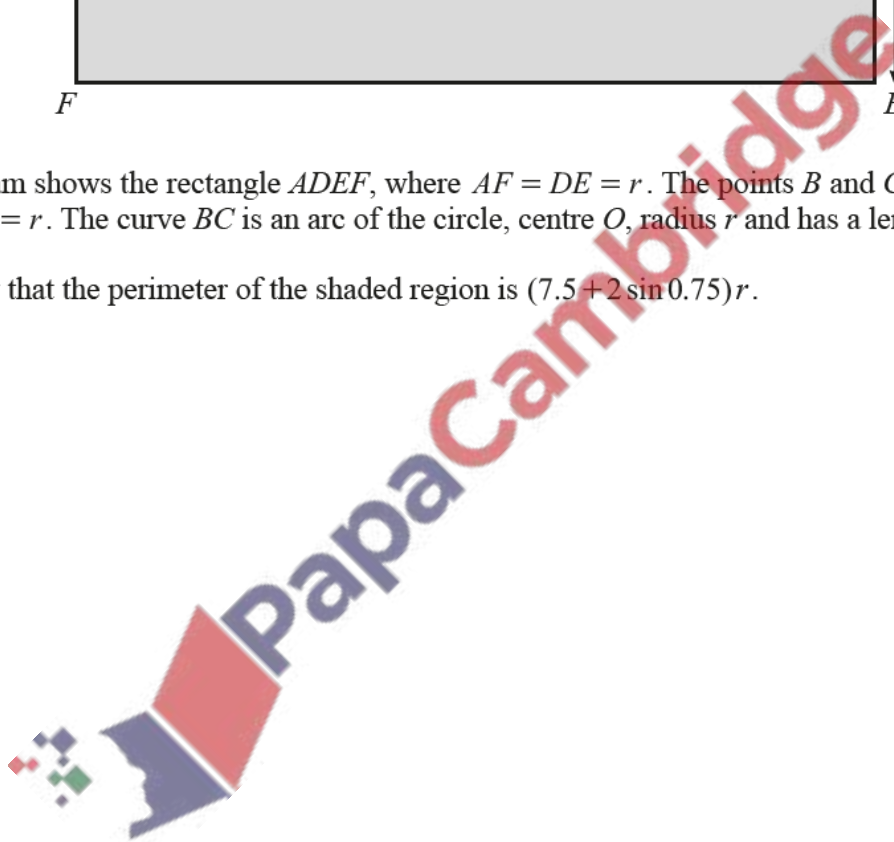 F
m shows the rectangle ADEF, where AF = DE = r. The points B and
= r. The curve BC is an arc of the circle, centre O, radius r and has a
that the perimeter of the shaded region is (7.5 + 2 sin 0.75)r.
PapaCambridge